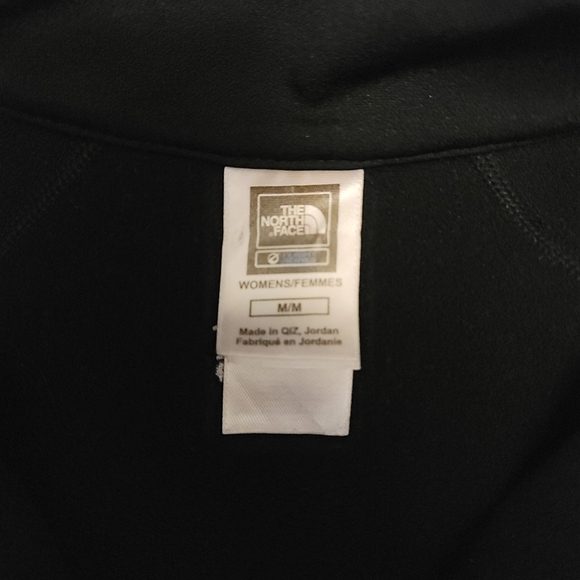 THE
NORTH
FACE
WOMENS/FEMMES
M/M
Made in QIZ, Jordan
Fabriqué en Jordanie